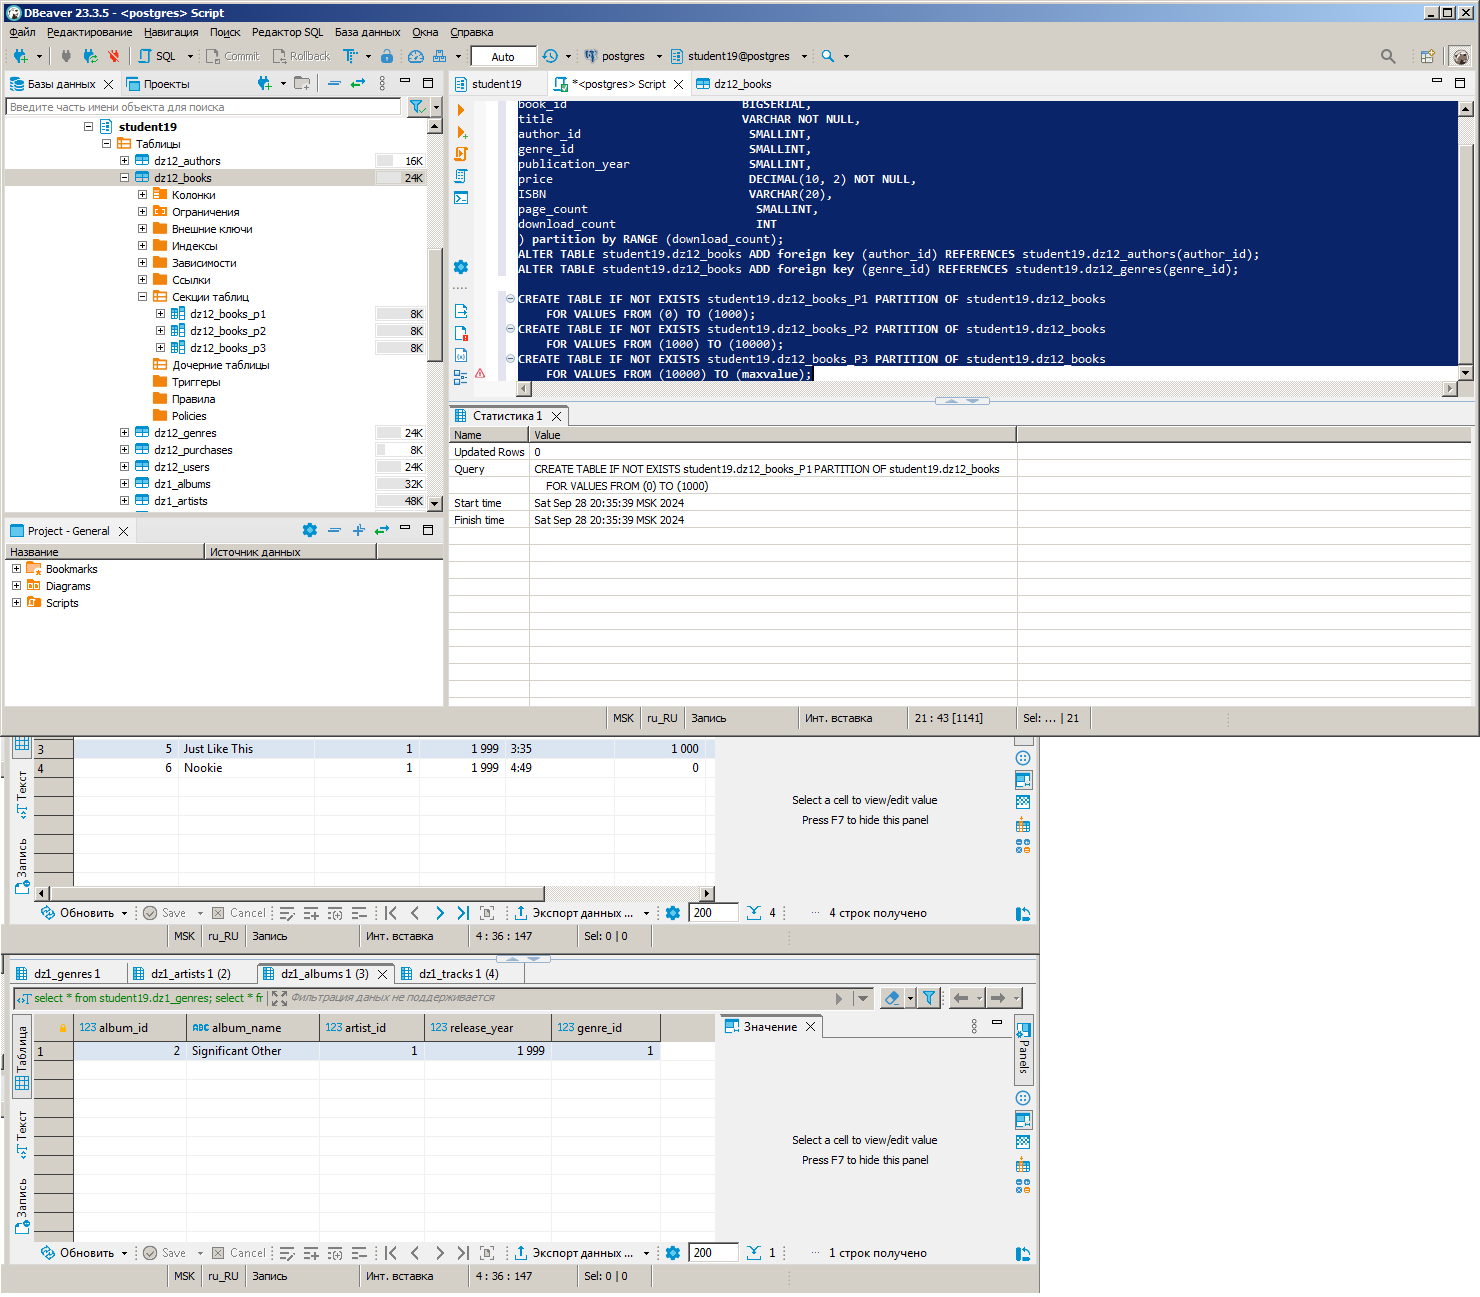 DBeaver 23.3.5 - <postgres> Script
Файл Редактирование Навигация Поиск Редактор SQL База данных Окна Справка
SQL Commit Rollback T Auto postgres student19@postgres
Базы данных Проекты
Введите часть имени объекта для поиска
student19
Таблицы
dz12_authors 16K
dz12_books 24K
Колонки
Ограничения
Внешние ключи
Индексы
Зависимости
Ссылки
Секции таблиц
dz12_books_p1 8K
dz12_books_p2 8K
dz12_books_p3 8K
Дочерние таблицы
Триггеры
Правила
Policies
dz12_genres 24K
dz12_purchases 8K
dz12_users 24K
dz1_albums 32K
dz1_artists 48K
Project - General
Название Источник данных
Bookmarks
Diagrams
Scripts
student19 *<postgres> Script dz12_books
book_id BIGSERIAL,
title VARCHAR NOT NULL,
author_id SMALLINT,
genre_id SMALLINT,
publication_year SMALLINT,
price DECIMAL(10, 2) NOT NULL,
ISBN VARCHAR(20),
page_count SMALLINT,
download_count INT
) partition by RANGE (download_count);
ALTER TABLE student19.dz12_books ADD foreign key (author_id) REFERENCES student19.dz12_authors(author_id);
ALTER TABLE student19.dz12_books ADD foreign key (genre_id) REFERENCES student19.dz12_genres(genre_id);
CREATE TABLE IF NOT EXISTS student19.dz12_books_P1 PARTITION OF student19.dz12_books
FOR VALUES FROM (0) TO (1000);
CREATE TABLE IF NOT EXISTS student19.dz12_books_P2 PARTITION OF student19.dz12_books
FOR VALUES FROM (1000) TO (10000);
CREATE TABLE IF NOT EXISTS student19.dz12_books_P3 PARTITION OF student19.dz12_books
FOR VALUES FROM (10000) TO (maxvalue);
Статистика 1
Name Value
Updated Rows 0
Query CREATE TABLE IF NOT EXISTS student19.dz12_books_P1 PARTITION OF student19.dz12_books
FOR VALUES FROM (0) TO (1000)
Start time Sat Sep 28 20:35:39 MSK 2024
Finish time Sat Sep 28 20:35:39 MSK 2024
MSK ru_RU Запись Инт. вставка 21 : 43 [1141] Sel: ... | 21
3 5 Just Like This 1 1 999 3:35 1 000
4 6 Nookie 1 1 999 4:49 0
Текст
Запись
Select a cell to view/edit value
Press F7 to hide this panel
Обновить Save Cancel Экспорт данных ... 200 4 ... 4 строк получено
MSK ru_RU Запись Инт. вставка 4 : 36 : 147 Sel: 0 | 0
dz1_genres 1 dz1_artists 1 (2) dz1_albums 1 (3) dz1_tracks 1 (4)
select * from student19.dz1_genres; select * fr Фильтрация даных не поддерживается
Таблица
Текст
Запись
123 album_id ABC album_name 123 artist_id 123 release_year 123 genre_id
1 2 Significant Other 1 1 999 1
Значение
Panels
Select a cell to view/edit value
Press F7 to hide this panel
Обновить Save Cancel Экспорт данных ... 200 1 ... 1 строк получено
MSK ru_RU Запись Инт. вставка 4 : 36 : 147 Sel: 0 | 0